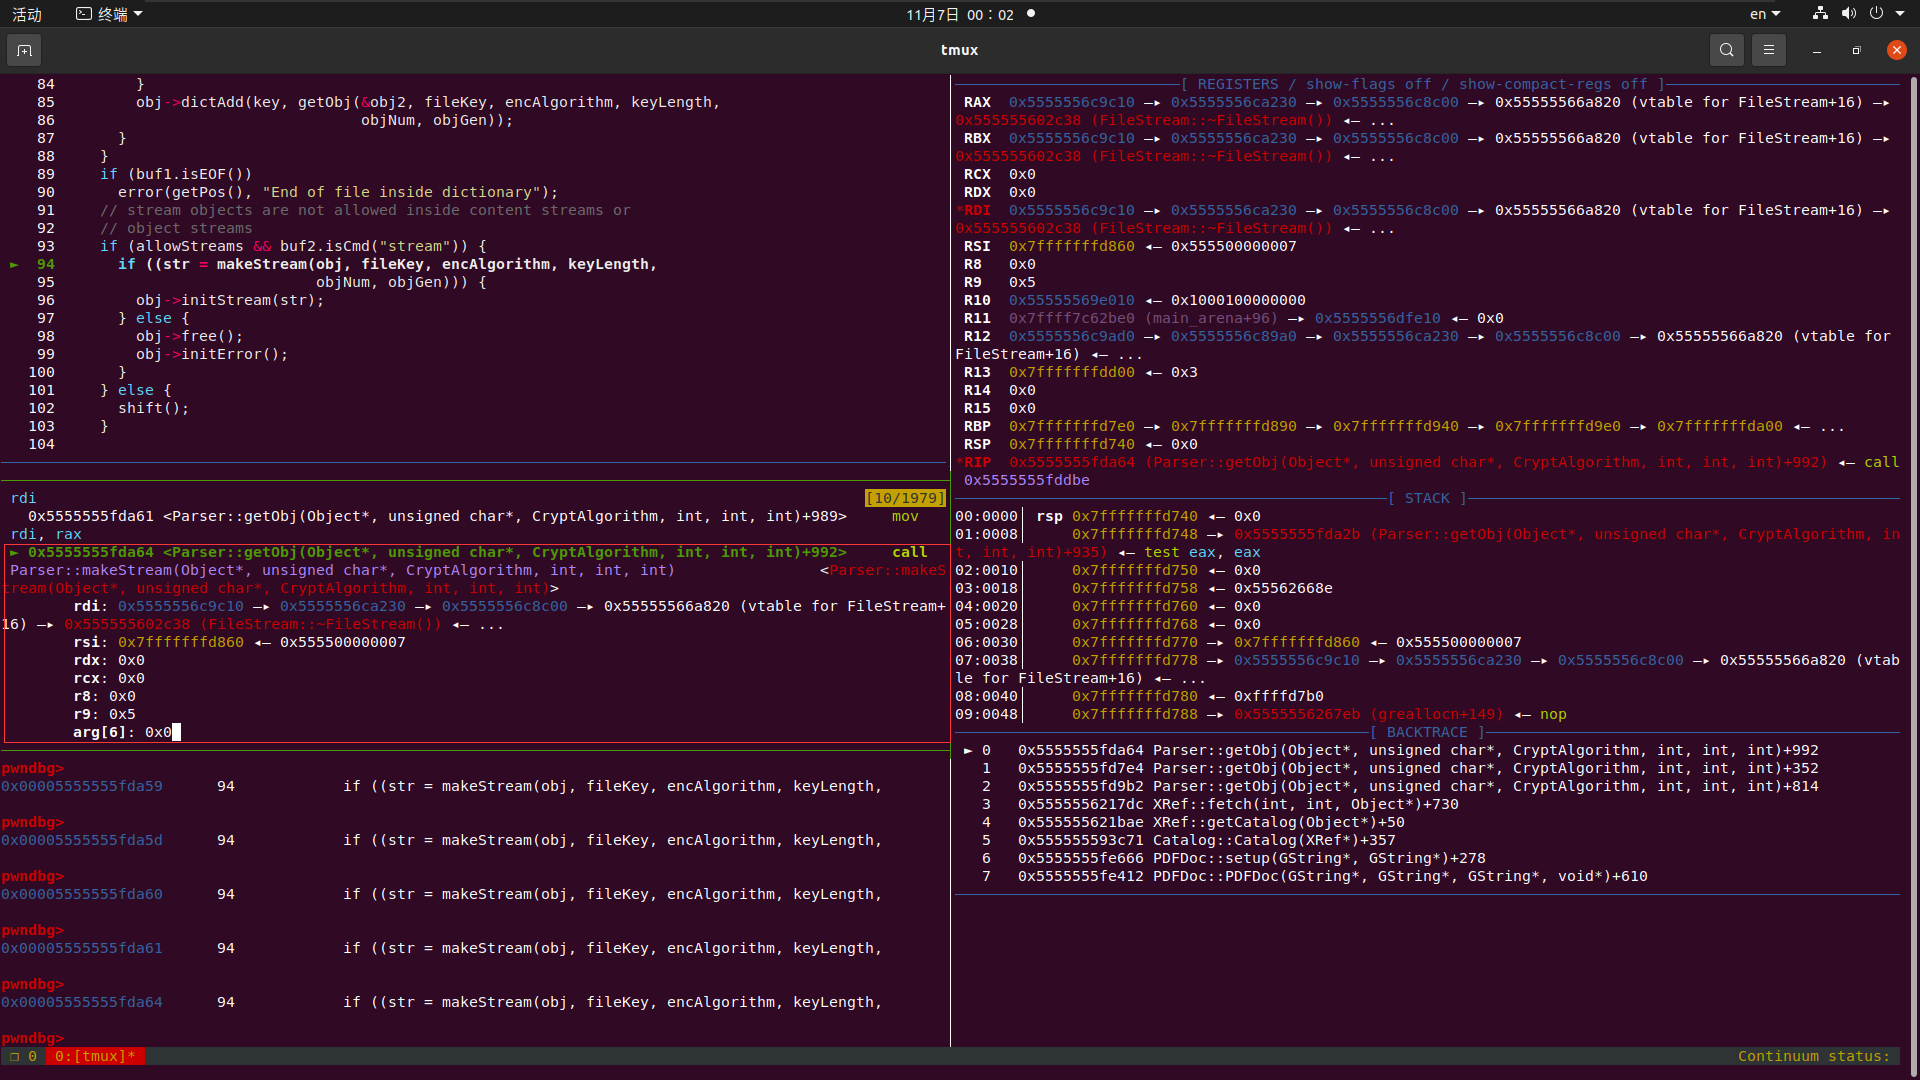 活动
终端
11月7日 00：02
en
tmux
84         }
85         obj->dictAdd(key, getObj(&obj2, fileKey, encAlgorithm, keyLength,
86                                  objNum, objGen));
87       }
88     }
89     if (buf1.isEOF())
90       error(getPos(), "End of file inside dictionary");
91     // stream objects are not allowed inside content streams or
92     // object streams
93     if (allowStreams && buf2.isCmd("stream")) {
► 94       if ((str = makeStream(obj, fileKey, encAlgorithm, keyLength,
95                             objNum, objGen))) {
96         obj->initStream(str);
97       } else {
98         obj->free();
99         obj->initError();
100       }
101     } else {
102       shift();
103     }
104
rdi [10/1979]
0x5555555fda61 <Parser::getObj(Object*, unsigned char*, CryptAlgorithm, int, int, int)+989>     mov
rdi, rax
► 0x5555555fda64 <Parser::getObj(Object*, unsigned char*, CryptAlgorithm, int, int, int)+992>     call
Parser::makeStream(Object*, unsigned char*, CryptAlgorithm, int, int, int)                <Parser::makeS
tream(Object*, unsigned char*, CryptAlgorithm, int, int, int)>
rdi: 0x5555556c9c10 —▸ 0x5555556ca230 —▸ 0x5555556c8c00 —▸ 0x55555566a820 (vtable for FileStream+
16) —▸ 0x555555602c38 (FileStream::~FileStream()) ◂— ...
rsi: 0x7fffffffd860 ◂— 0x555500000007
rdx: 0x0
rcx: 0x0
r8: 0x0
r9: 0x5
arg[6]: 0x0
pwndbg>
0x00005555555fda59      94            if ((str = makeStream(obj, fileKey, encAlgorithm, keyLength,
pwndbg>
0x00005555555fda5d      94            if ((str = makeStream(obj, fileKey, encAlgorithm, keyLength,
pwndbg>
0x00005555555fda60      94            if ((str = makeStream(obj, fileKey, encAlgorithm, keyLength,
pwndbg>
0x00005555555fda61      94            if ((str = makeStream(obj, fileKey, encAlgorithm, keyLength,
pwndbg>
0x00005555555fda64      94            if ((str = makeStream(obj, fileKey, encAlgorithm, keyLength,
pwndbg>
[ REGISTERS / show-flags off / show-compact-regs off ]
RAX  0x5555556c9c10 —▸ 0x5555556ca230 —▸ 0x5555556c8c00 —▸ 0x55555566a820 (vtable for FileStream+16) —▸
0x555555602c38 (FileStream::~FileStream()) ◂— ...
RBX  0x5555556c9c10 —▸ 0x5555556ca230 —▸ 0x5555556c8c00 —▸ 0x55555566a820 (vtable for FileStream+16) —▸
0x555555602c38 (FileStream::~FileStream()) ◂— ...
RCX  0x0
RDX  0x0
*RDI  0x5555556c9c10 —▸ 0x5555556ca230 —▸ 0x5555556c8c00 —▸ 0x55555566a820 (vtable for FileStream+16) —▸
0x555555602c38 (FileStream::~FileStream()) ◂— ...
RSI  0x7fffffffd860 ◂— 0x555500000007
R8   0x0
R9   0x5
R10  0x55555569e010 ◂— 0x1000100000000
R11  0x7ffff7c62be0 (main_arena+96) —▸ 0x5555556dfe10 ◂— 0x0
R12  0x5555556c9ad0 —▸ 0x5555556c89a0 —▸ 0x5555556ca230 —▸ 0x5555556c8c00 —▸ 0x55555566a820 (vtable for
FileStream+16) ◂— ...
R13  0x7fffffffdd00 ◂— 0x3
R14  0x0
R15  0x0
RBP  0x7fffffffd7e0 —▸ 0x7fffffffd890 —▸ 0x7fffffffd940 —▸ 0x7fffffffd9e0 —▸ 0x7fffffffda00 ◂— ...
RSP  0x7fffffffd740 ◂— 0x0
*RIP  0x5555555fda64 (Parser::getObj(Object*, unsigned char*, CryptAlgorithm, int, int, int)+992) ◂— call
0x5555555fddbe
[ STACK ]
00:0000│ rsp 0x7fffffffd740 ◂— 0x0
01:0008│     0x7fffffffd748 —▸ 0x5555555fda2b (Parser::getObj(Object*, unsigned char*, CryptAlgorithm, in
t, int, int)+935) ◂— test eax, eax
02:0010│     0x7fffffffd750 ◂— 0x0
03:0018│     0x7fffffffd758 ◂— 0x55562668e
04:0020│     0x7fffffffd760 ◂— 0x0
05:0028│     0x7fffffffd768 ◂— 0x0
06:0030│     0x7fffffffd770 —▸ 0x7fffffffd860 ◂— 0x555500000007
07:0038│     0x7fffffffd778 —▸ 0x5555556c9c10 —▸ 0x5555556ca230 —▸ 0x5555556c8c00 —▸ 0x55555566a820 (vtab
le for FileStream+16) ◂— ...
08:0040│     0x7fffffffd780 ◂— 0xffffd7b0
09:0048│     0x7fffffffd788 —▸ 0x5555556267eb (greallocn+149) ◂— nop
[ BACKTRACE ]
► 0   0x5555555fda64 Parser::getObj(Object*, unsigned char*, CryptAlgorithm, int, int, int)+992
1   0x5555555fd7e4 Parser::getObj(Object*, unsigned char*, CryptAlgorithm, int, int, int)+352
2   0x5555555fd9b2 Parser::getObj(Object*, unsigned char*, CryptAlgorithm, int, int, int)+814
3   0x5555556217dc XRef::fetch(int, int, Object*)+730
4   0x555555621bae XRef::getCatalog(Object*)+50
5   0x555555593c71 Catalog::Catalog(XRef*)+357
6   0x5555555fe666 PDFDoc::setup(GString*, GString*)+278
7   0x5555555fe412 PDFDoc::PDFDoc(GString*, GString*, GString*, void*)+610
❐ 0  0:[tmux]*
Continuum status: